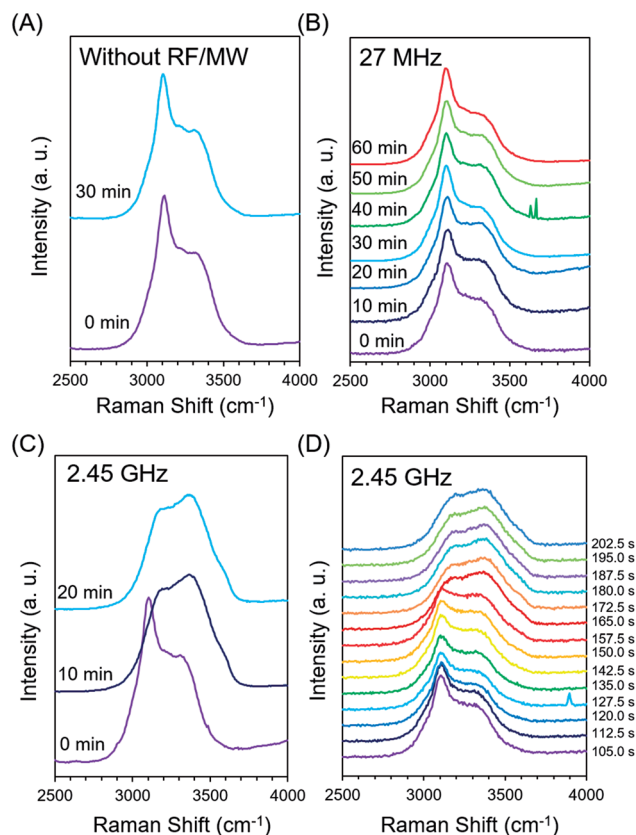 (A)
Without RF/MW
30 min
0 min
Intensity (a. u.)
2500 3000 3500 4000
Raman Shift (cm-1)
(B)
27 MHz
60 min
50 min
40 min
30 min
20 min
10 min
0 min
Intensity (a. u.)
2500 3000 3500 4000
Raman Shift (cm-1)
(C)
2.45 GHz
20 min
10 min
0 min
Intensity (a. u.)
2500 3000 3500 4000
Raman Shift (cm-1)
(D)
2.45 GHz
202.5 s
195.0 s
187.5 s
180.0 s
172.5 s
165.0 s
157.5 s
150.0 s
142.5 s
135.0 s
127.5 s
120.0 s
112.5 s
105.0 s
Intensity (a. u.)
2500 3000 3500 4000
Raman Shift (cm-1)